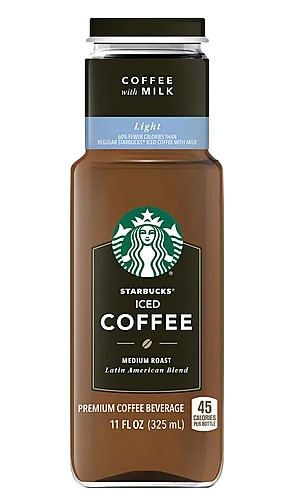 COFFEE
with MILK
Light
60% FEWER CALORIES THAN
REGULAR STARBUCKS® ICED COFFEE WITH MILK
®
STARBUCKS®
ICED
COFFEE
MEDIUM ROAST
Latin American Blend
PREMIUM COFFEE BEVERAGE
11 FL OZ (325 mL)
45
CALORIES
PER BOTTLE